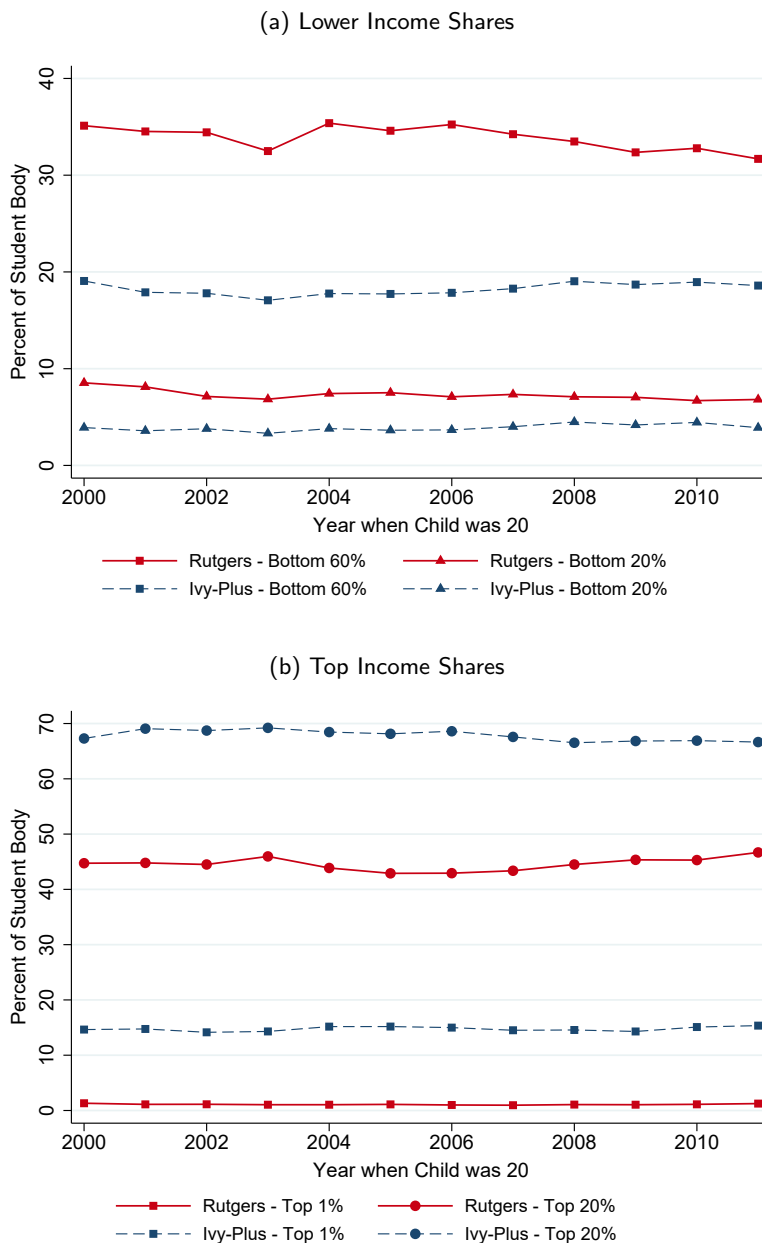 (a) Lower Income Shares
Percent of Student Body
40
30
20
10
0
2000 2002 2004 2006 2008 2010
Year when Child was 20
Rutgers - Bottom 60% Rutgers - Bottom 20%
Ivy-Plus - Bottom 60% Ivy-Plus - Bottom 20%
(b) Top Income Shares
Percent of Student Body
70
60
50
40
30
20
10
0
2000 2002 2004 2006 2008 2010
Year when Child was 20
Rutgers - Top 1% Rutgers - Top 20%
Ivy-Plus - Top 1% Ivy-Plus - Top 20%